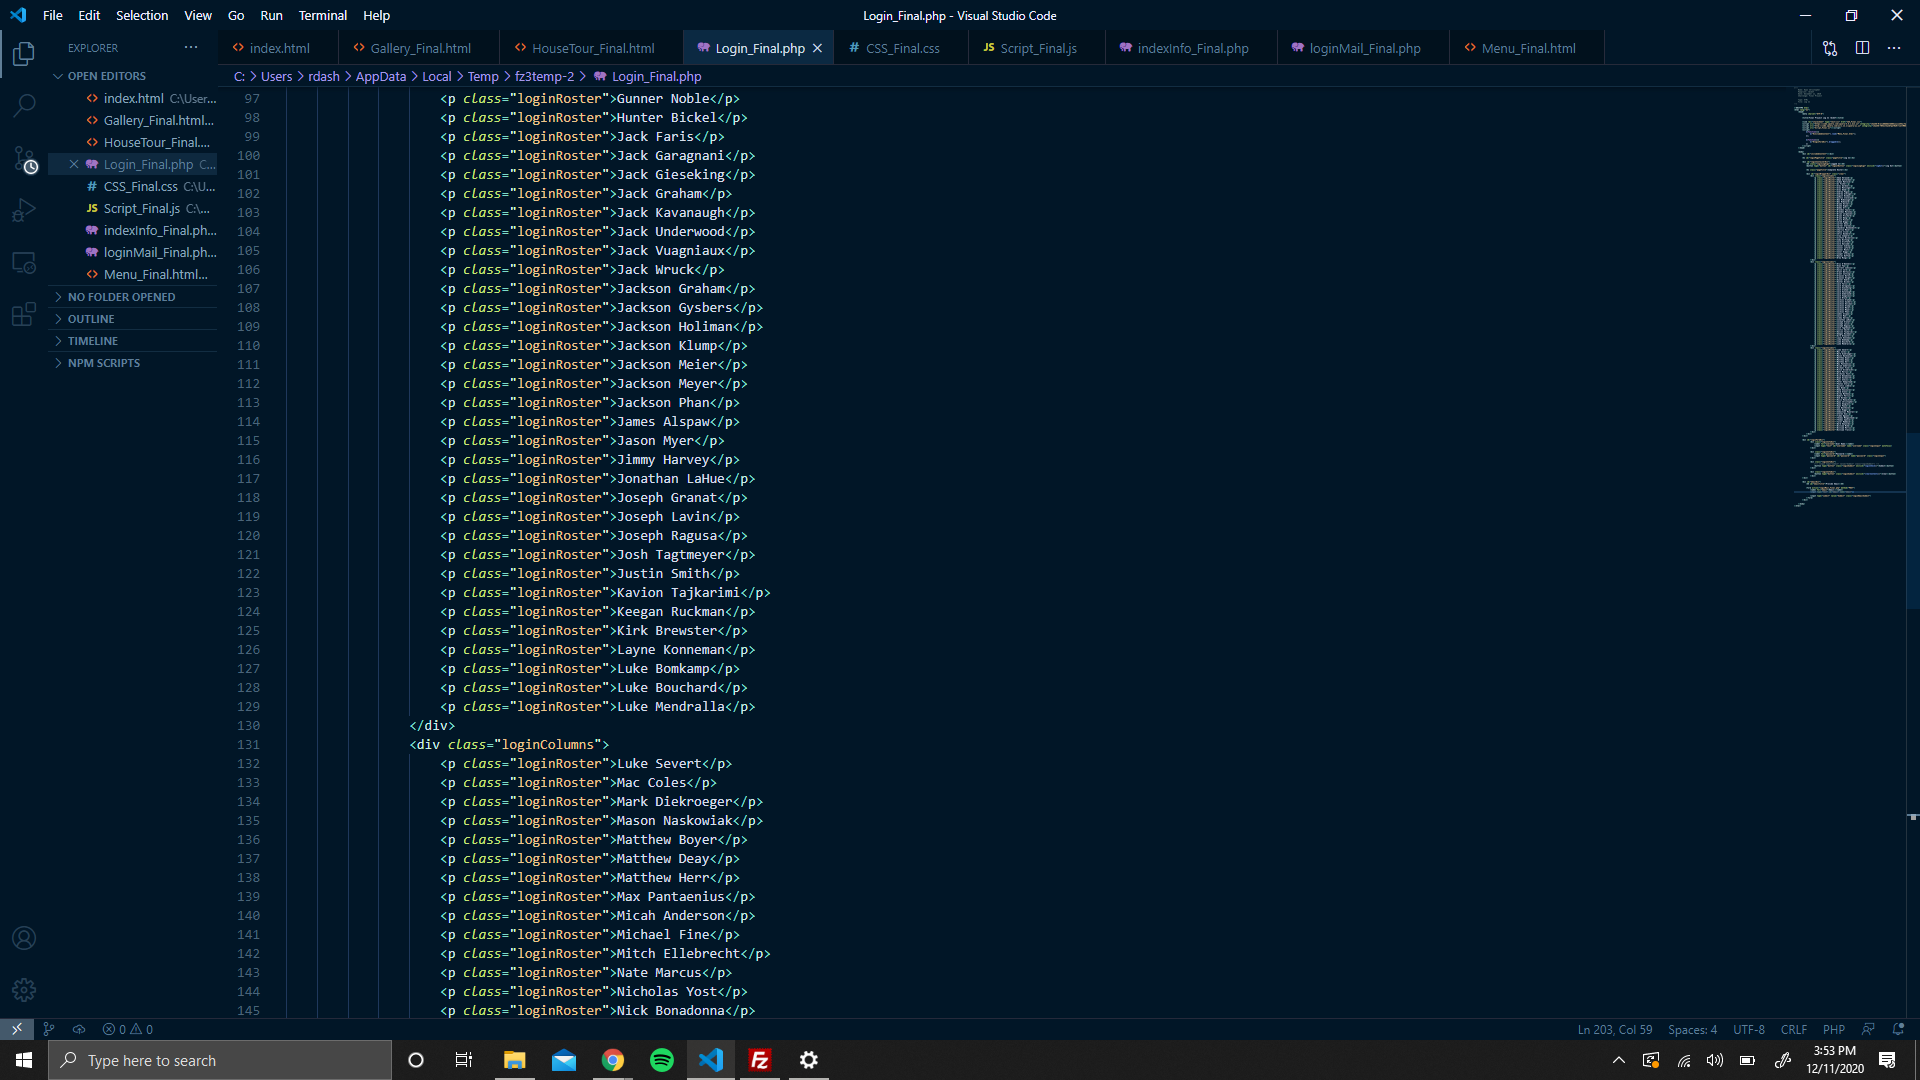 File Edit Selection View Go Run Terminal Help
Login_Final.php - Visual Studio Code
EXPLORER
index.html
Gallery_Final.html
HouseTour_Final.html
Login_Final.php
# CSS_Final.css
JS Script_Final.js
indexInfo_Final.php
loginMail_Final.php
Menu_Final.html
C: > Users > rdash > AppData > Local > Temp > fz3temp-2 > Login_Final.php
OPEN EDITORS
index.html C:\User...
Gallery_Final.html...
HouseTour_Final....
Login_Final.php C...
# CSS_Final.css C:\U...
JS Script_Final.js C:\...
indexInfo_Final.ph...
loginMail_Final.ph...
Menu_Final.html...
NO FOLDER OPENED
OUTLINE
TIMELINE
NPM SCRIPTS
97 <p class="loginRoster">Gunner Noble</p>
98 <p class="loginRoster">Hunter Bickel</p>
99 <p class="loginRoster">Jack Faris</p>
100 <p class="loginRoster">Jack Garagnani</p>
101 <p class="loginRoster">Jack Gieseking</p>
102 <p class="loginRoster">Jack Graham</p>
103 <p class="loginRoster">Jack Kavanaugh</p>
104 <p class="loginRoster">Jack Underwood</p>
105 <p class="loginRoster">Jack Vuagniaux</p>
106 <p class="loginRoster">Jack Wruck</p>
107 <p class="loginRoster">Jackson Graham</p>
108 <p class="loginRoster">Jackson Gysbers</p>
109 <p class="loginRoster">Jackson Holiman</p>
110 <p class="loginRoster">Jackson Klump</p>
111 <p class="loginRoster">Jackson Meier</p>
112 <p class="loginRoster">Jackson Meyer</p>
113 <p class="loginRoster">Jackson Phan</p>
114 <p class="loginRoster">James Alspaw</p>
115 <p class="loginRoster">Jason Myer</p>
116 <p class="loginRoster">Jimmy Harvey</p>
117 <p class="loginRoster">Jonathan LaHue</p>
118 <p class="loginRoster">Joseph Granat</p>
119 <p class="loginRoster">Joseph Lavin</p>
120 <p class="loginRoster">Joseph Ragusa</p>
121 <p class="loginRoster">Josh Tagtmeyer</p>
122 <p class="loginRoster">Justin Smith</p>
123 <p class="loginRoster">Kavion Tajkarimi</p>
124 <p class="loginRoster">Keegan Ruckman</p>
125 <p class="loginRoster">Kirk Brewster</p>
126 <p class="loginRoster">Layne Konneman</p>
127 <p class="loginRoster">Luke Bomkamp</p>
128 <p class="loginRoster">Luke Bouchard</p>
129 <p class="loginRoster">Luke Mendralla</p>
130 </div>
131 <div class="loginColumns">
132 <p class="loginRoster">Luke Severt</p>
133 <p class="loginRoster">Mac Coles</p>
134 <p class="loginRoster">Mark Diekroeger</p>
135 <p class="loginRoster">Mason Naskowiak</p>
136 <p class="loginRoster">Matthew Boyer</p>
137 <p class="loginRoster">Matthew Deay</p>
138 <p class="loginRoster">Matthew Herr</p>
139 <p class="loginRoster">Max Pantaenius</p>
140 <p class="loginRoster">Micah Anderson</p>
141 <p class="loginRoster">Michael Fine</p>
142 <p class="loginRoster">Mitch Ellebrecht</p>
143 <p class="loginRoster">Nate Marcus</p>
144 <p class="loginRoster">Nicholas Yost</p>
145 <p class="loginRoster">Nick Bonadonna</p>
0 0
Ln 203, Col 59 Spaces: 4 UTF-8 CRLF PHP
Type here to search
3:53 PM
12/11/2020